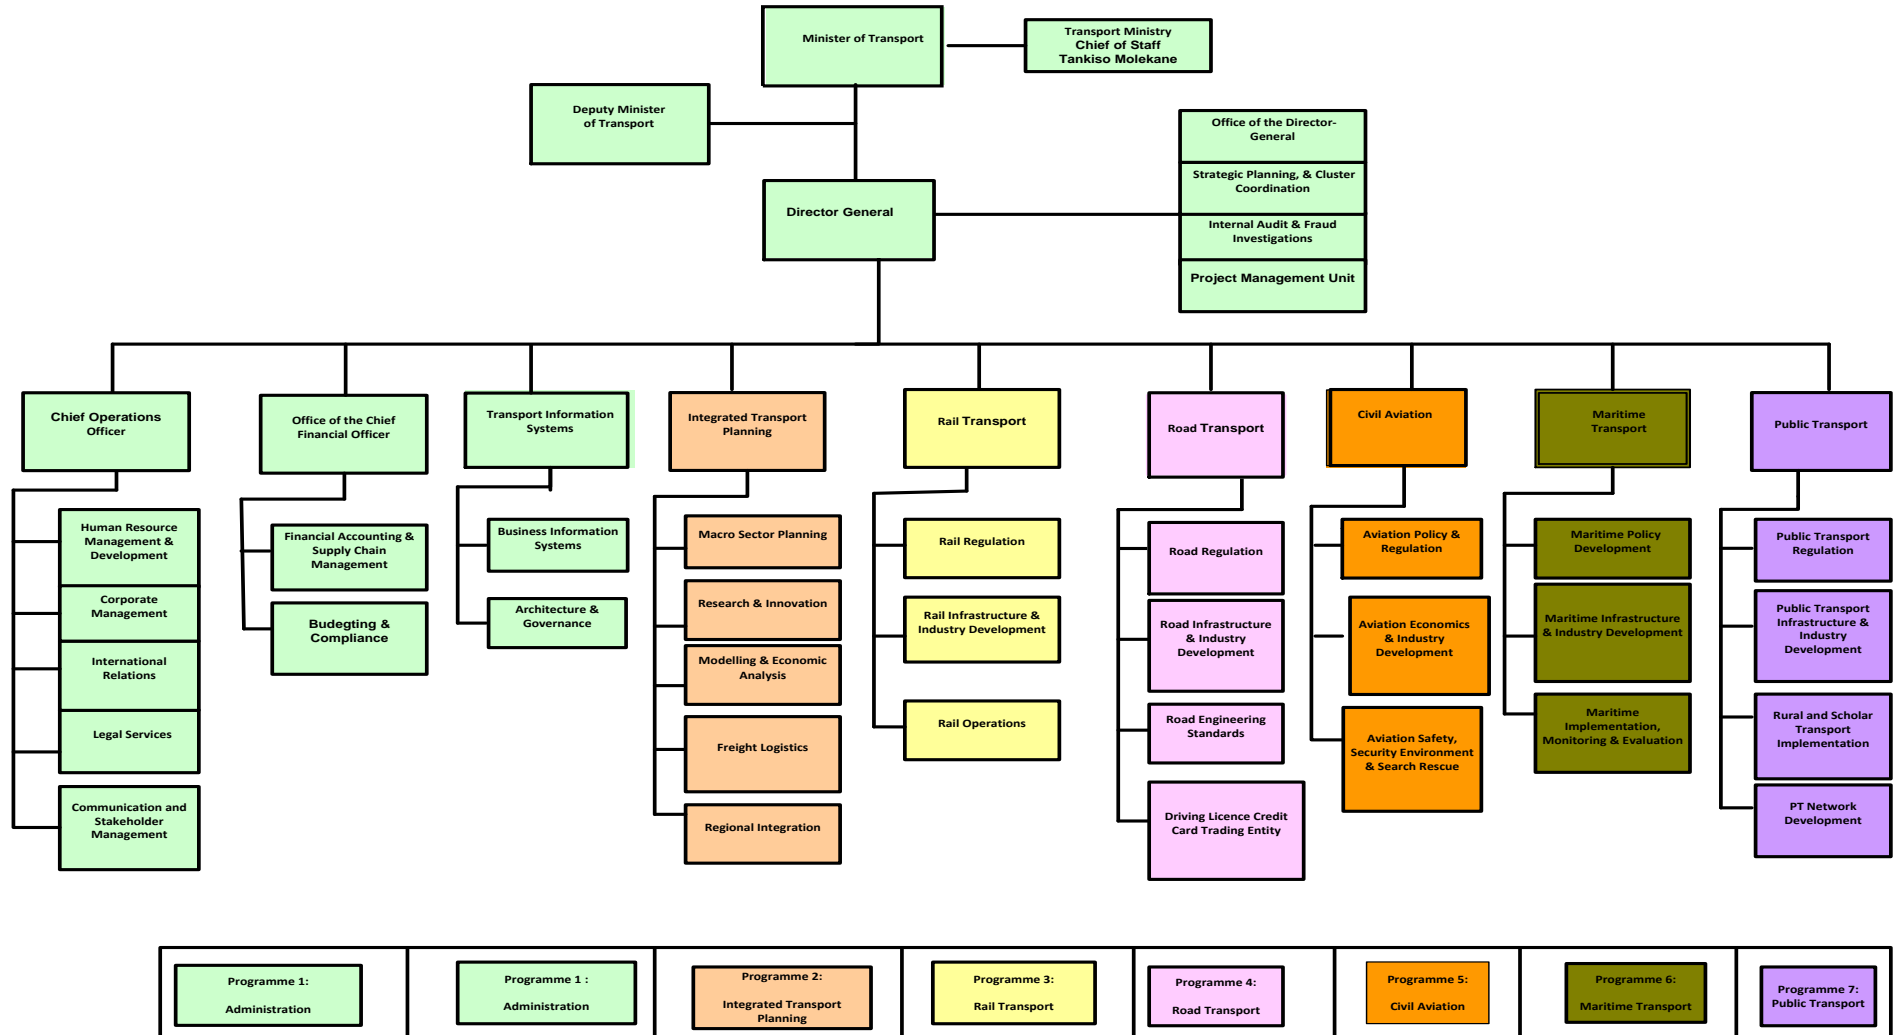 Minister of Transport
Transport Ministry
Chief of Staff
Tankiso Molekane
Deputy Minister
of Transport
Office of the Director-
General
Strategic Planning, & Cluster
Coordination
Director General
Internal Audit & Fraud
Investigations
Project Management Unit
Chief Operations
Officer
Human Resource
Management &
Development
Corporate
Management
International
Relations
Legal Services
Communication and
Stakeholder
Management
Office of the Chief
Financial Officer
Financial Accounting &
Supply Chain
Management
Budegting &
Compliance
Transport Information
Systems
Business Information
Systems
Architecture &
Governance
Integrated Transport
Planning
Macro Sector Planning
Research & Innovation
Modelling & Economic
Analysis
Freight Logistics
Regional Integration
Rail Transport
Rail Regulation
Rail Infrastructure &
Industry Development
Rail Operations
Road Transport
Road Regulation
Road Infrastructure
& Industry
Development
Road Engineering
Standards
Driving Licence Credit
Card Trading Entity
Civil Aviation
Aviation Policy &
Regulation
Aviation Economics
& Industry
Development
Aviation Safety,
Security Environment
& Search Rescue
Maritime
Transport
Maritime Policy
Development
Maritime Infrastructure
& Industry Development
Maritime
Implementation,
Monitoring & Evaluation
Public Transport
Public Transport
Regulation
Public Transport
Infrastructure &
Industry
Development
Rural and Scholar
Transport
Implementation
PT Network
Development
Programme 1:
Administration
Programme 1 :
Administration
Programme 2:
Integrated Transport
Planning
Programme 3:
Rail Transport
Programme 4:
Road Transport
Programme 5:
Civil Aviation
Programme 6:
Maritime Transport
Programme 7:
Public Transport